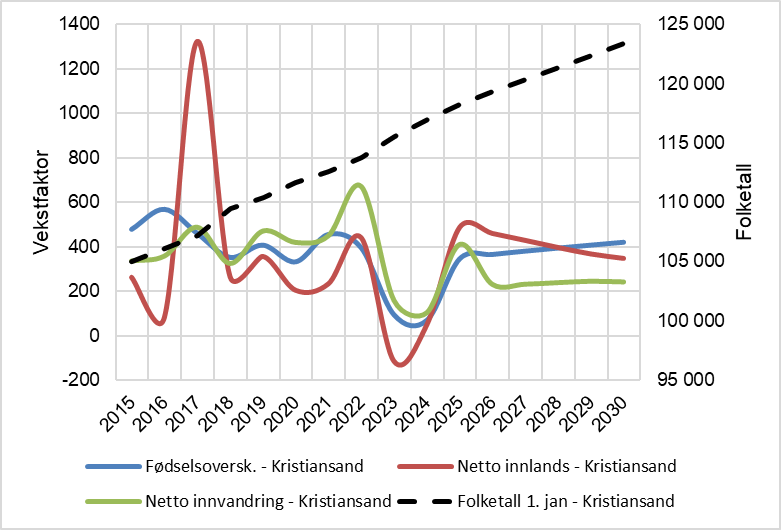 1400
1200
1000
800
600
400
200
0
-200
Vekstfaktor
125 000
120 000
115 000
110 000
105 000
100 000
95 000
Folketall
2015 2016 2017 2018 2019 2020 2021 2022 2023 2024 2025 2026 2027 2028 2029 2030
Fødselsoversk. - Kristiansand
Netto innlands - Kristiansand
Netto innvandring - Kristiansand
Folketall 1. jan - Kristiansand